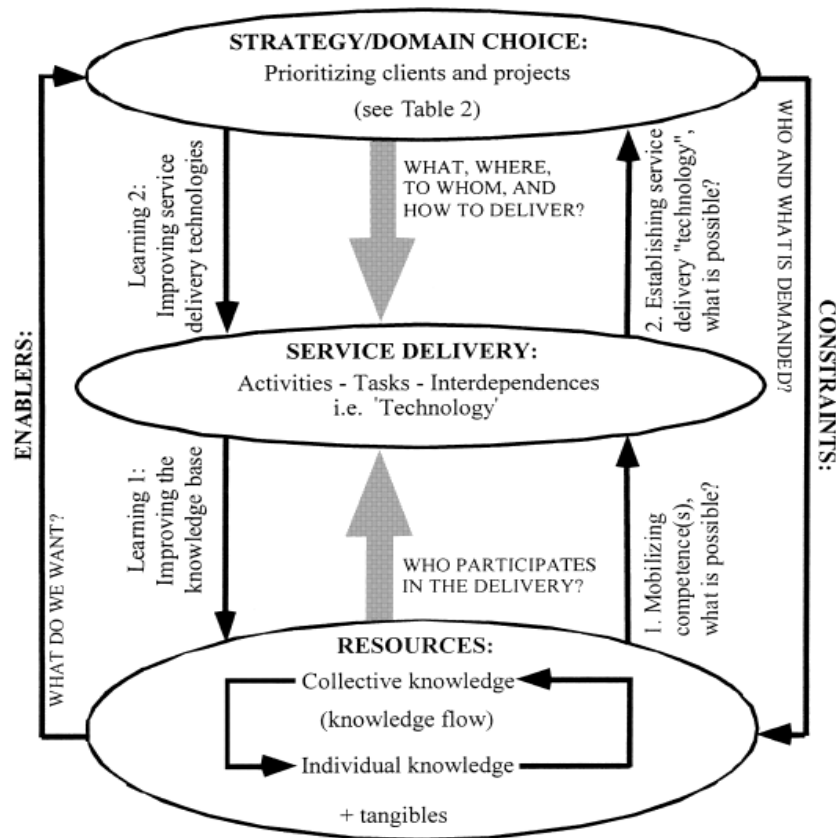 STRATEGY/DOMAIN CHOICE:
Prioritizing clients and projects
(see Table 2)
Learning 2:
Improving service
delivery technologies
WHAT, WHERE,
TO WHOM, AND
HOW TO DELIVER?
2. Establishing service
delivery "technology",
what is possible?
WHO AND WHAT IS DEMANDED?
CONSTRAINTS:
ENABLERS:
WHAT DO WE WANT?
SERVICE DELIVERY:
Activities - Tasks - Interdependences
i.e. 'Technology'
Learning 1:
Improving the
knowledge base
WHO PARTICIPATES
IN THE DELIVERY?
1. Mobilizing
competence(s),
what is possible?
RESOURCES:
Collective knowledge
(knowledge flow)
Individual knowledge
+ tangibles